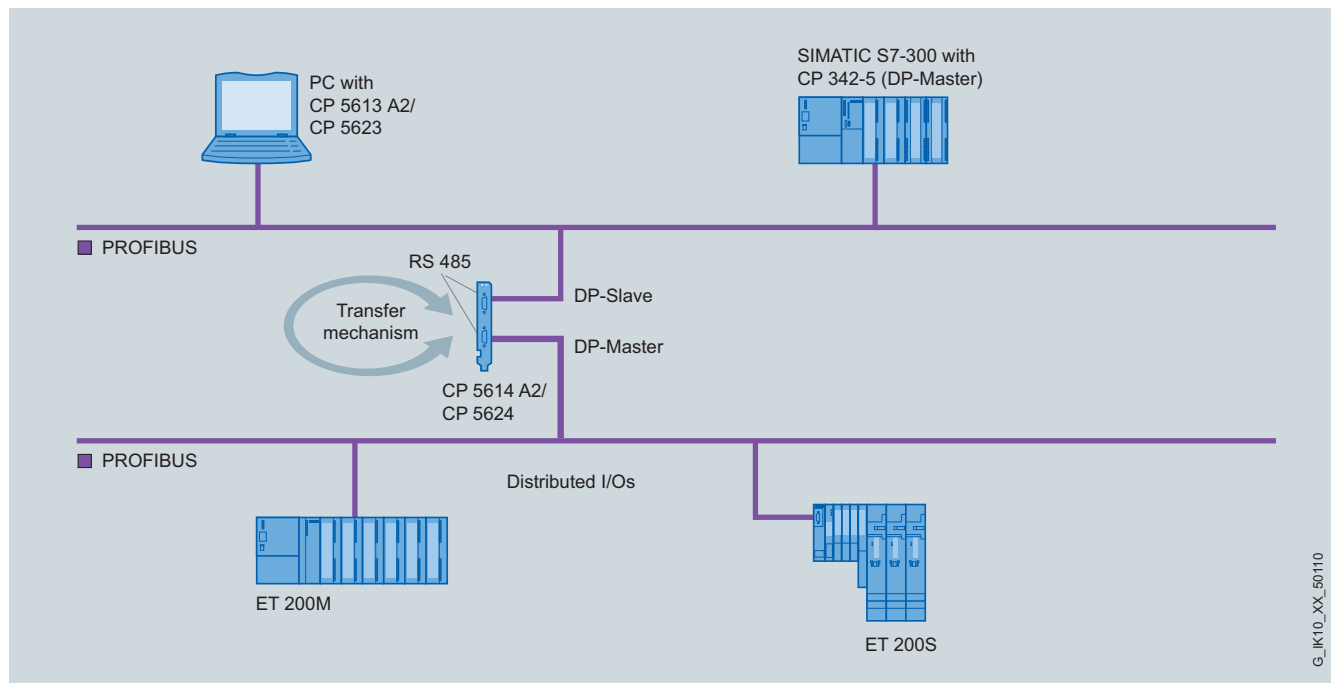 PC with
CP 5613 A2/
CP 5623
SIMATIC S7-300 with
CP 342-5 (DP-Master)
PROFIBUS
RS 485
Transfer
mechanism
DP-Slave
DP-Master
CP 5614 A2/
CP 5624
PROFIBUS
Distributed I/Os
ET 200M
ET 200S
G_IK10_XX_50110